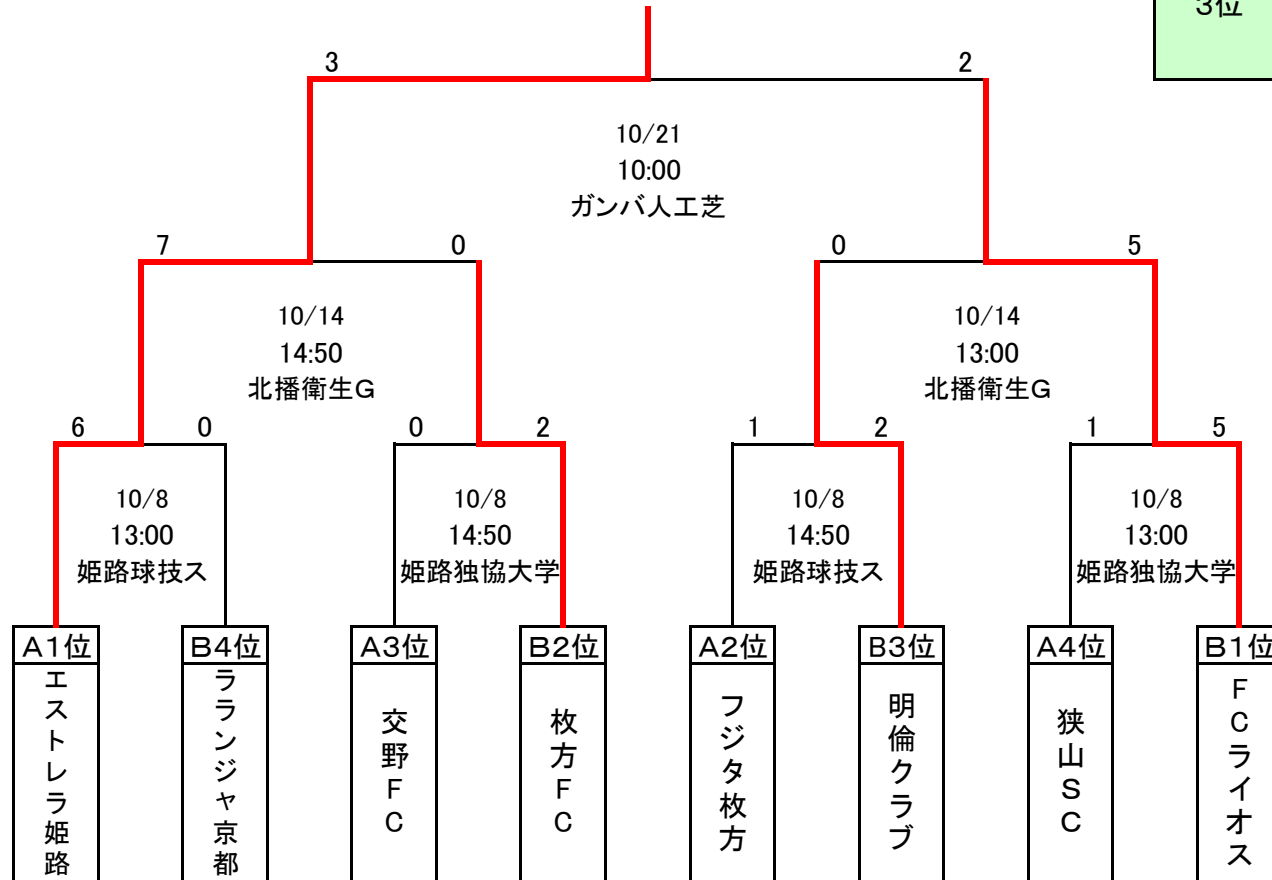 3位
3
2
10/21
10:00
ガンバ人工芝
7
0
0
5
10/14
14:50
北播衛生G
10/14
13:00
北播衛生G
6
0
0
2
1
2
1
5
10/8
13:00
姫路球技ス
10/8
14:50
姫路独協大学
10/8
14:50
姫路球技ス
10/8
13:00
姫路独協大学
A1位
B4位
A3位
B2位
A2位
B3位
A4位
B1位
エストレラ姫路
ラランジャ京都
交野FC
枚方FC
フジタ枚方
明倫クラブ
狭山SC
FCライオス